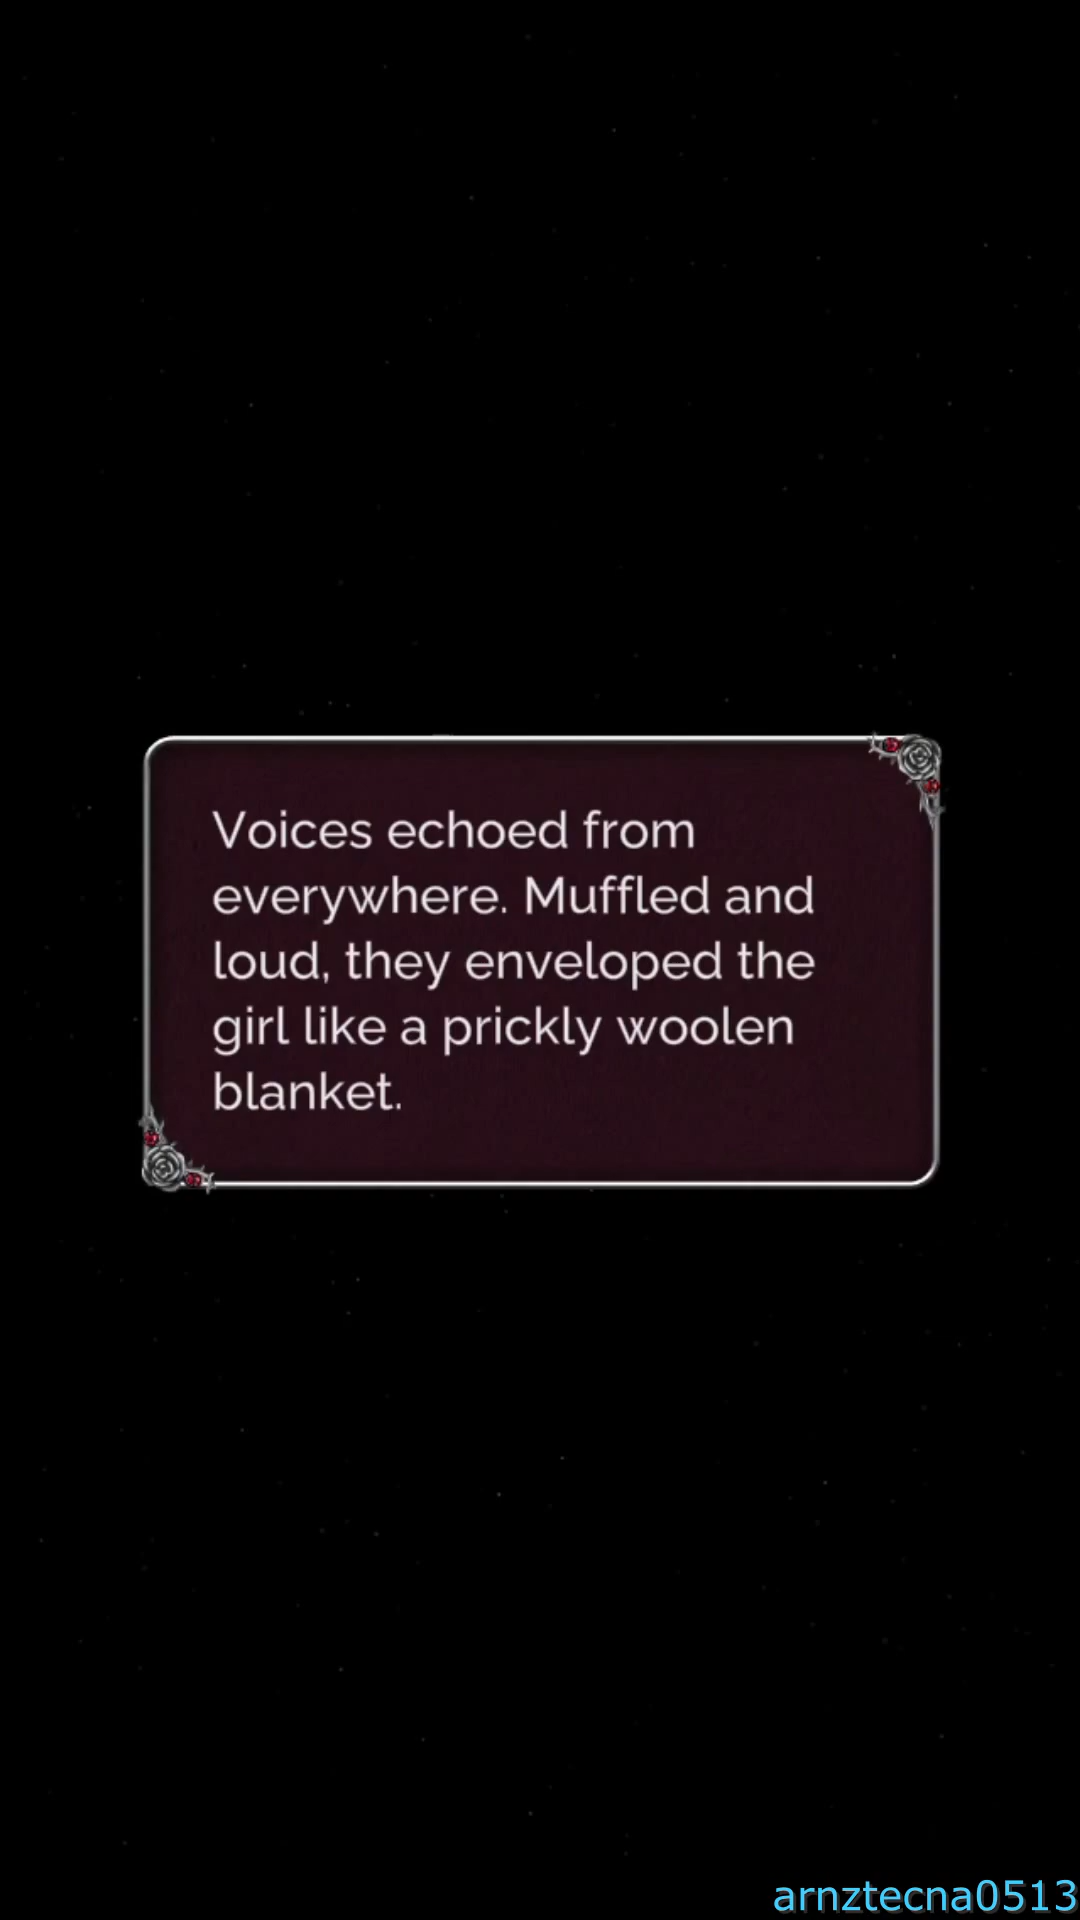 Voices echoed from
everywhere. Muffled and
loud, they enveloped the
girl like a prickly woolen
blanket.
arnztecna0513